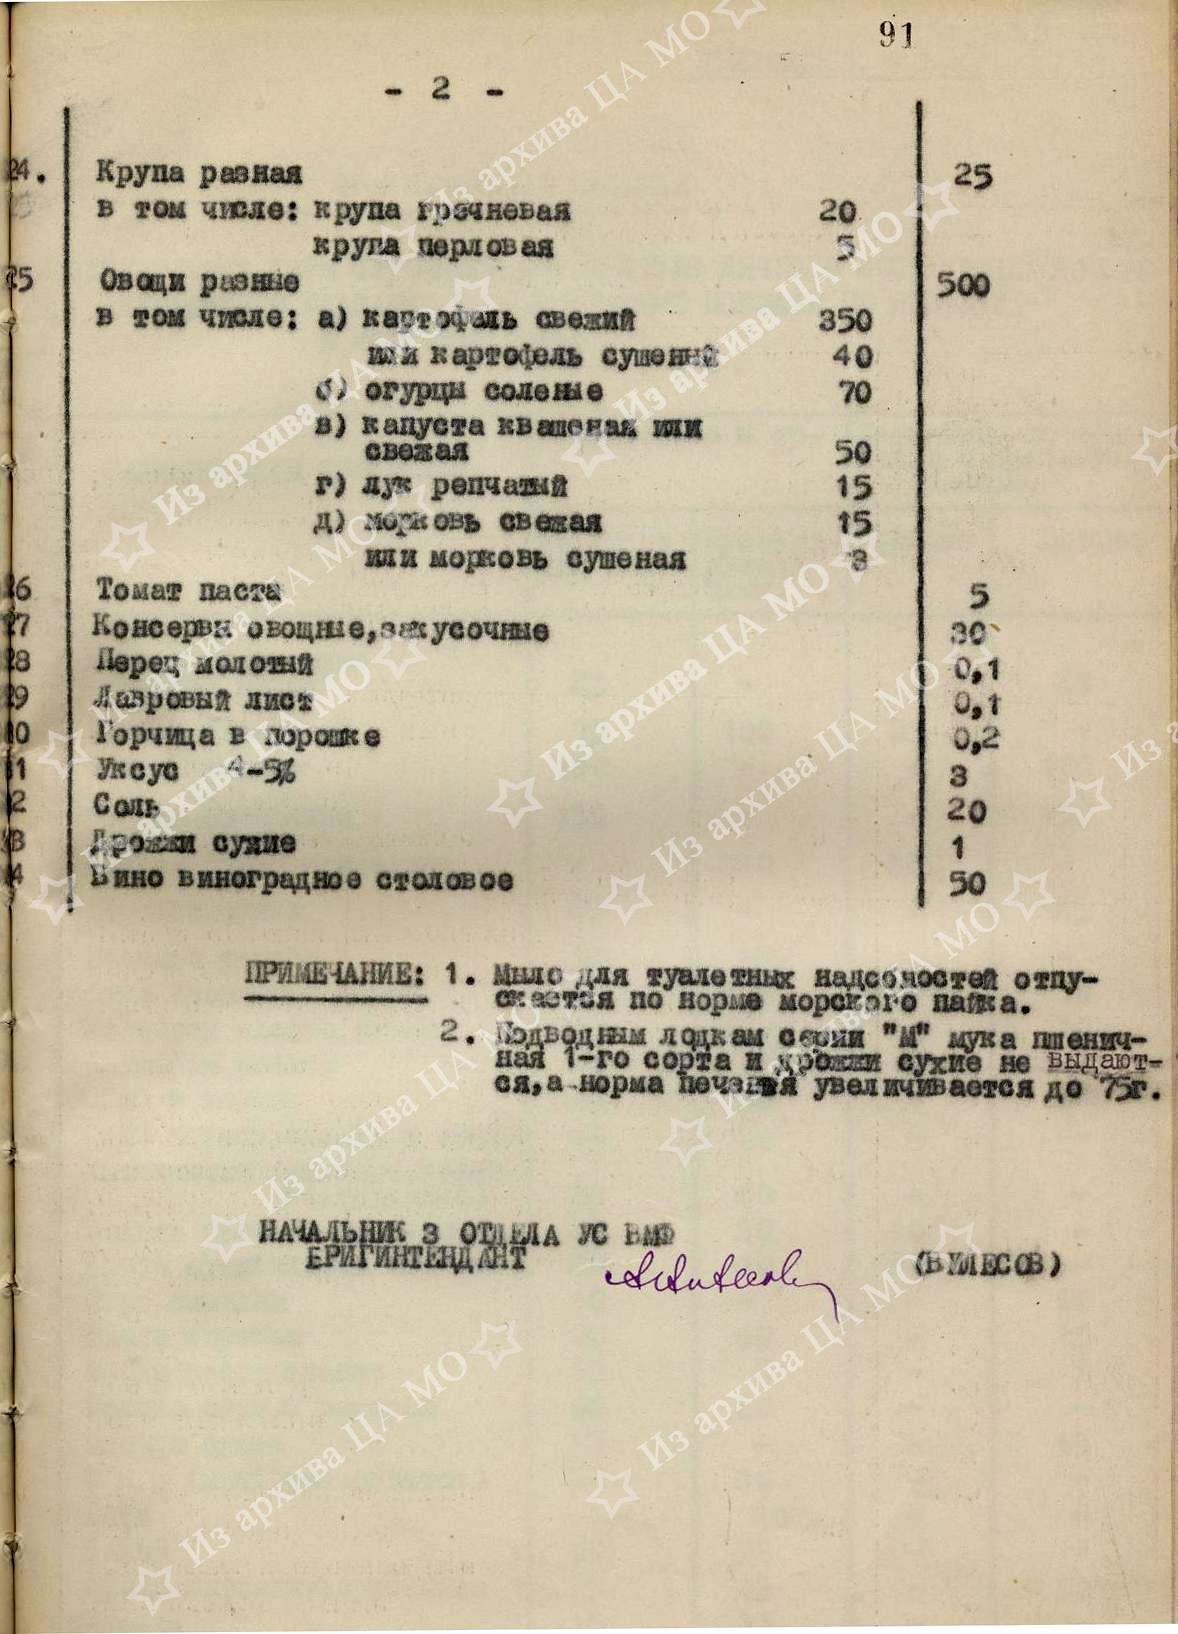 91
- 2 -
24. Крупа разная 25
в том числе: крупа гречневая 20
крупа перловая 5
25 Овощи разные 500
в том числе: а) картофель свежий 350
или картофель сушений 40
б) огурцы соленые 70
в) капуста квашеная или
свежая 50
г) лук репчатый 15
д) морковь свежая 15
или морковь сушеная 3
26 Томат паста 5
27 Консервы овощные,закусочные 30
28 Перец молотый 0,1
29 Лавровый лист 0,1
30 Горчица в порошке 0,2
31 Уксус 4-5% 3
32 Соль 20
33 Дрожжи сухие 1
34 Вино виноградное столовое 50
ПРИМЕЧАНИЕ: 1. Мыло для туалетных надобностей отпу-
скается по норме морского пайка.
2. Подводным лодкам серии "М" мука пшенич-
ная 1-го сорта и дрожжи сухие не выдают-
ся,а норма печенья увеличивается до 75г.
НАЧАЛЬНИК 3 ОТДЕЛА УС ВМФ
БРИГИНТЕНДАНТ (ВИЛЕСОВ)
Из архива ЦА МО